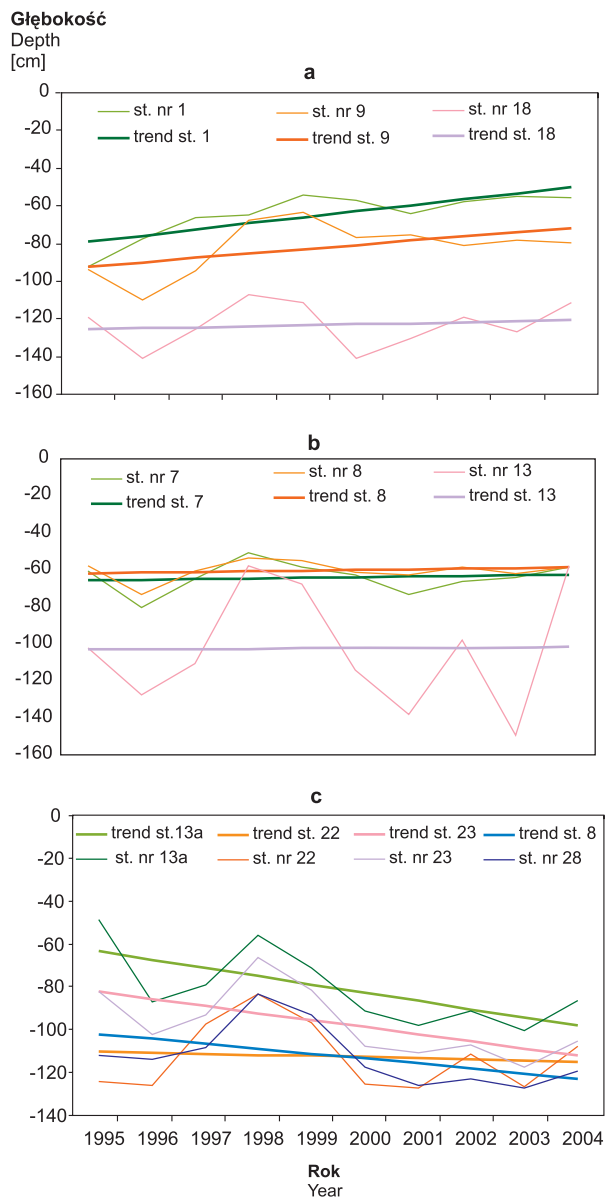 Głębokość
Depth
[cm]
a
0
-20
-40
-60
-80
-100
-120
-140
-160
st. nr 1
st. nr 9
st. nr 18
trend st. 1
trend st. 9
trend st. 18
b
0
-20
-40
-60
-80
-100
-120
-140
-160
st. nr 7
st. nr 8
st. nr 13
trend st. 7
trend st. 8
trend st. 13
c
0
-20
-40
-60
-80
-100
-120
-140
trend st.13a
trend st. 22
trend st. 23
trend st. 8
st. nr 13a
st. nr 22
st. nr 23
st. nr 28
1995 1996 1997 1998 1999 2000 2001 2002 2003 2004
Rok
Year